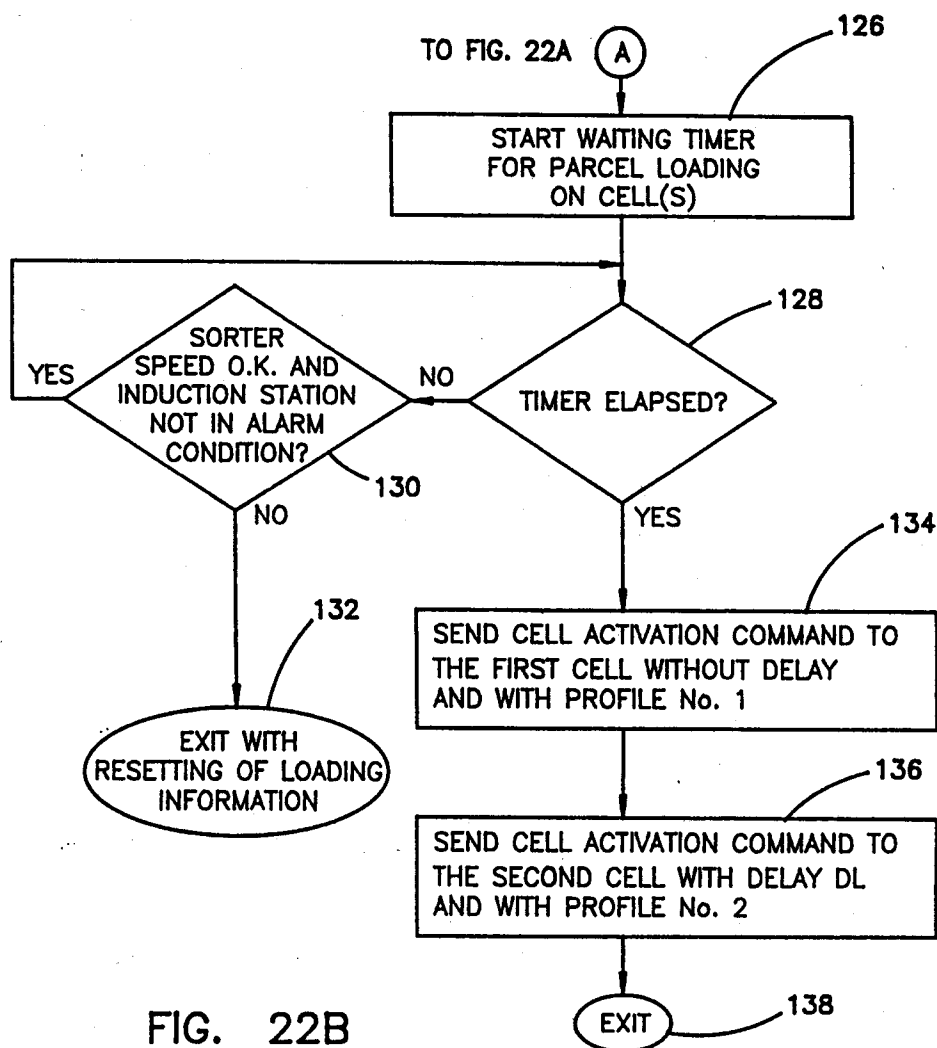 126
TO FIG. 22A
A
START WAITING TIMER
FOR PARCEL LOADING
ON CELL(S)
128
SORTER
SPEED O.K. AND
INDUCTION STATION
NOT IN ALARM
CONDITION?
YES
NO
TIMER ELAPSED?
130
NO
YES
134
132
SEND CELL ACTIVATION COMMAND TO
THE FIRST CELL WITHOUT DELAY
AND WITH PROFILE No. 1
EXIT WITH
RESETTING OF LOADING
INFORMATION
136
SEND CELL ACTIVATION COMMAND TO
THE SECOND CELL WITH DELAY DL
AND WITH PROFILE No. 2
EXIT
138
FIG. 22B